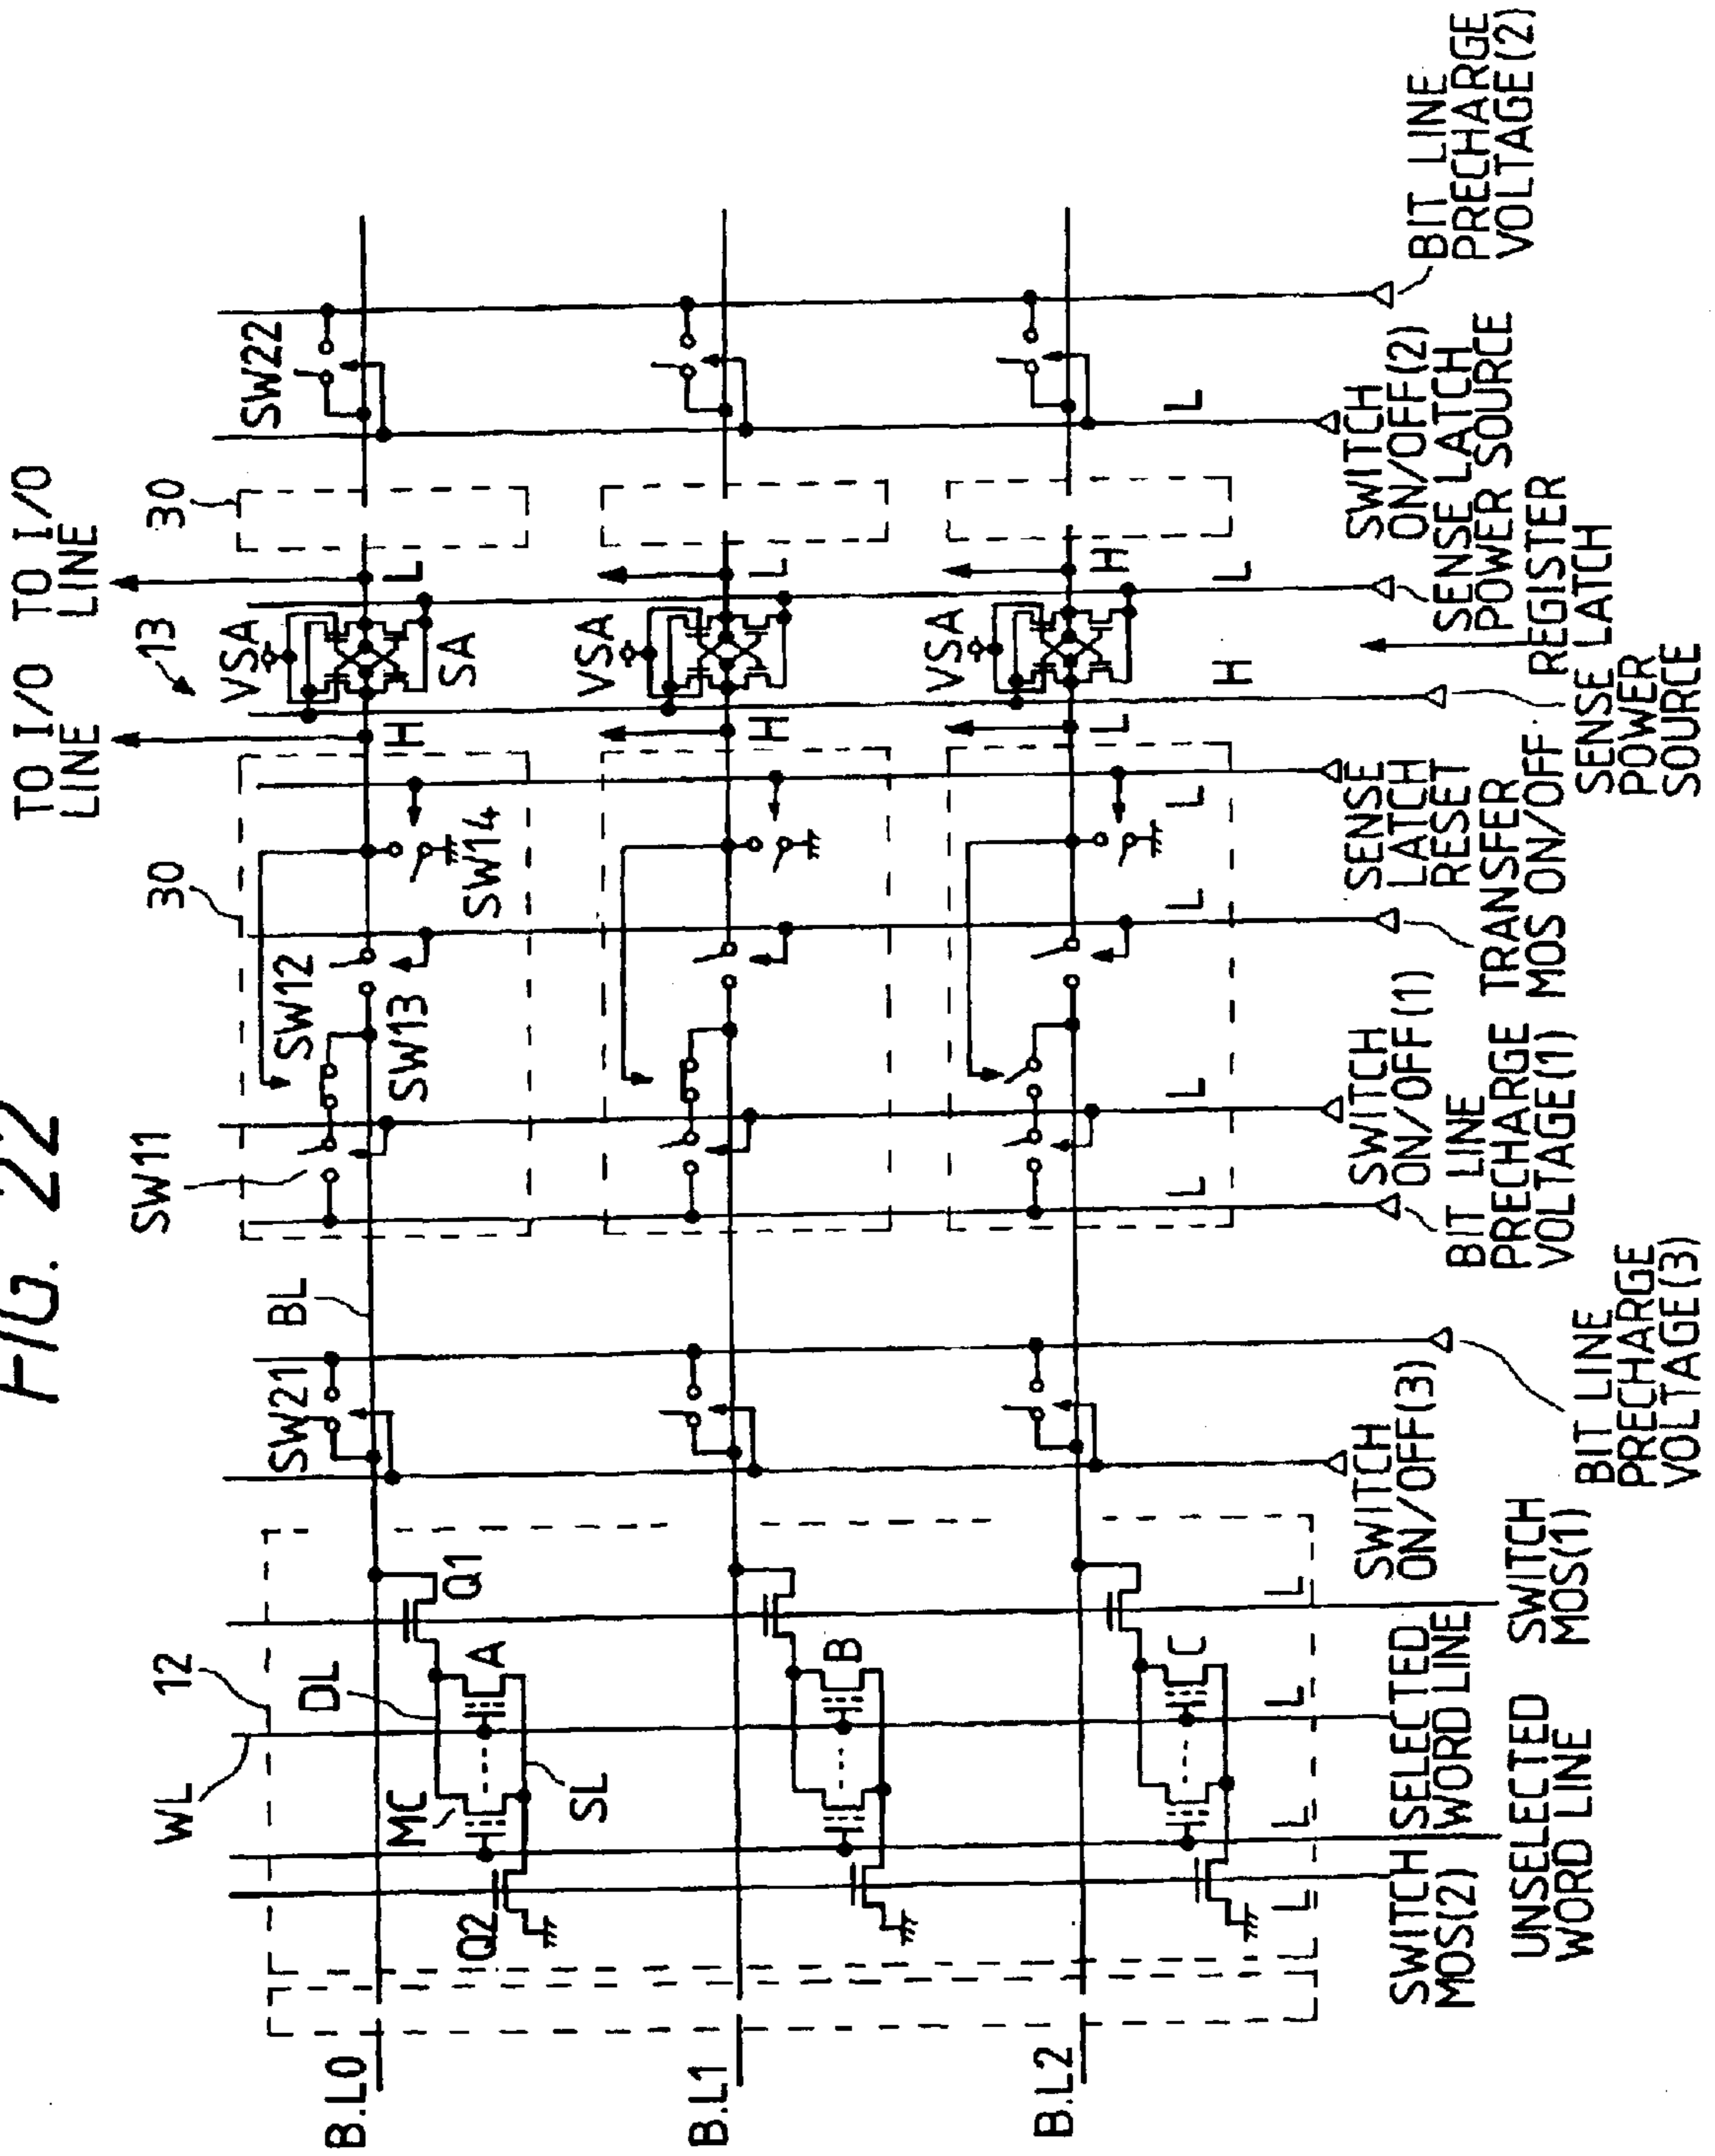 FIG. 22
TO I/O
LINE
TO I/O
LINE
13
30
30
SW11
12
WL
BL
SW21
SW12
SW13
SW14
VSA
SA
SW22
DL
MC
A
Q1
Q2
SL
H
L
B.L0
B
VSA
H
L
B.L1
C
VSA
L
H
B.L2
L
L
L
L
L
L
L
L
H
L
L
SWITCH
MOS(2)
UNSELECTED
WORD LINE
SELECTED
WORD LINE
SWITCH
MOS(1)
SWITCH
ON/OFF(3)
BIT LINE
PRECHARGE
VOLTAGE(3)
BIT LINE
PRECHARGE
VOLTAGE(1)
SWITCH
ON/OFF(1)
TRANSFER
MOS ON/OFF
SENSE
LATCH
RESET
SENSE LATCH
POWER
SOURCE
REGISTER
SENSE LATCH
POWER SOURCE
SWITCH
ON/OFF(2)
BIT LINE
PRECHARGE
VOLTAGE(2)